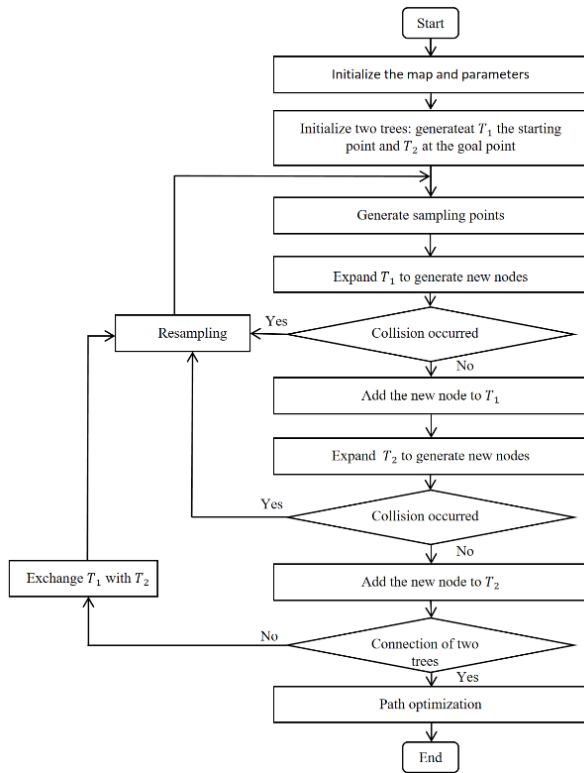 Start
Initialize the map and parameters
Initialize two trees: generateat T₁ the starting
point and T₂ at the goal point
Generate sampling points
Expand T₁ to generate new nodes
Resampling
Yes
Collision occurred
No
Add the new node to T₁
Expand T₂ to generate new nodes
Yes
Collision occurred
No
Exchange T₁ with T₂
Add the new node to T₂
No
Connection of two
trees
Yes
Path optimization
End